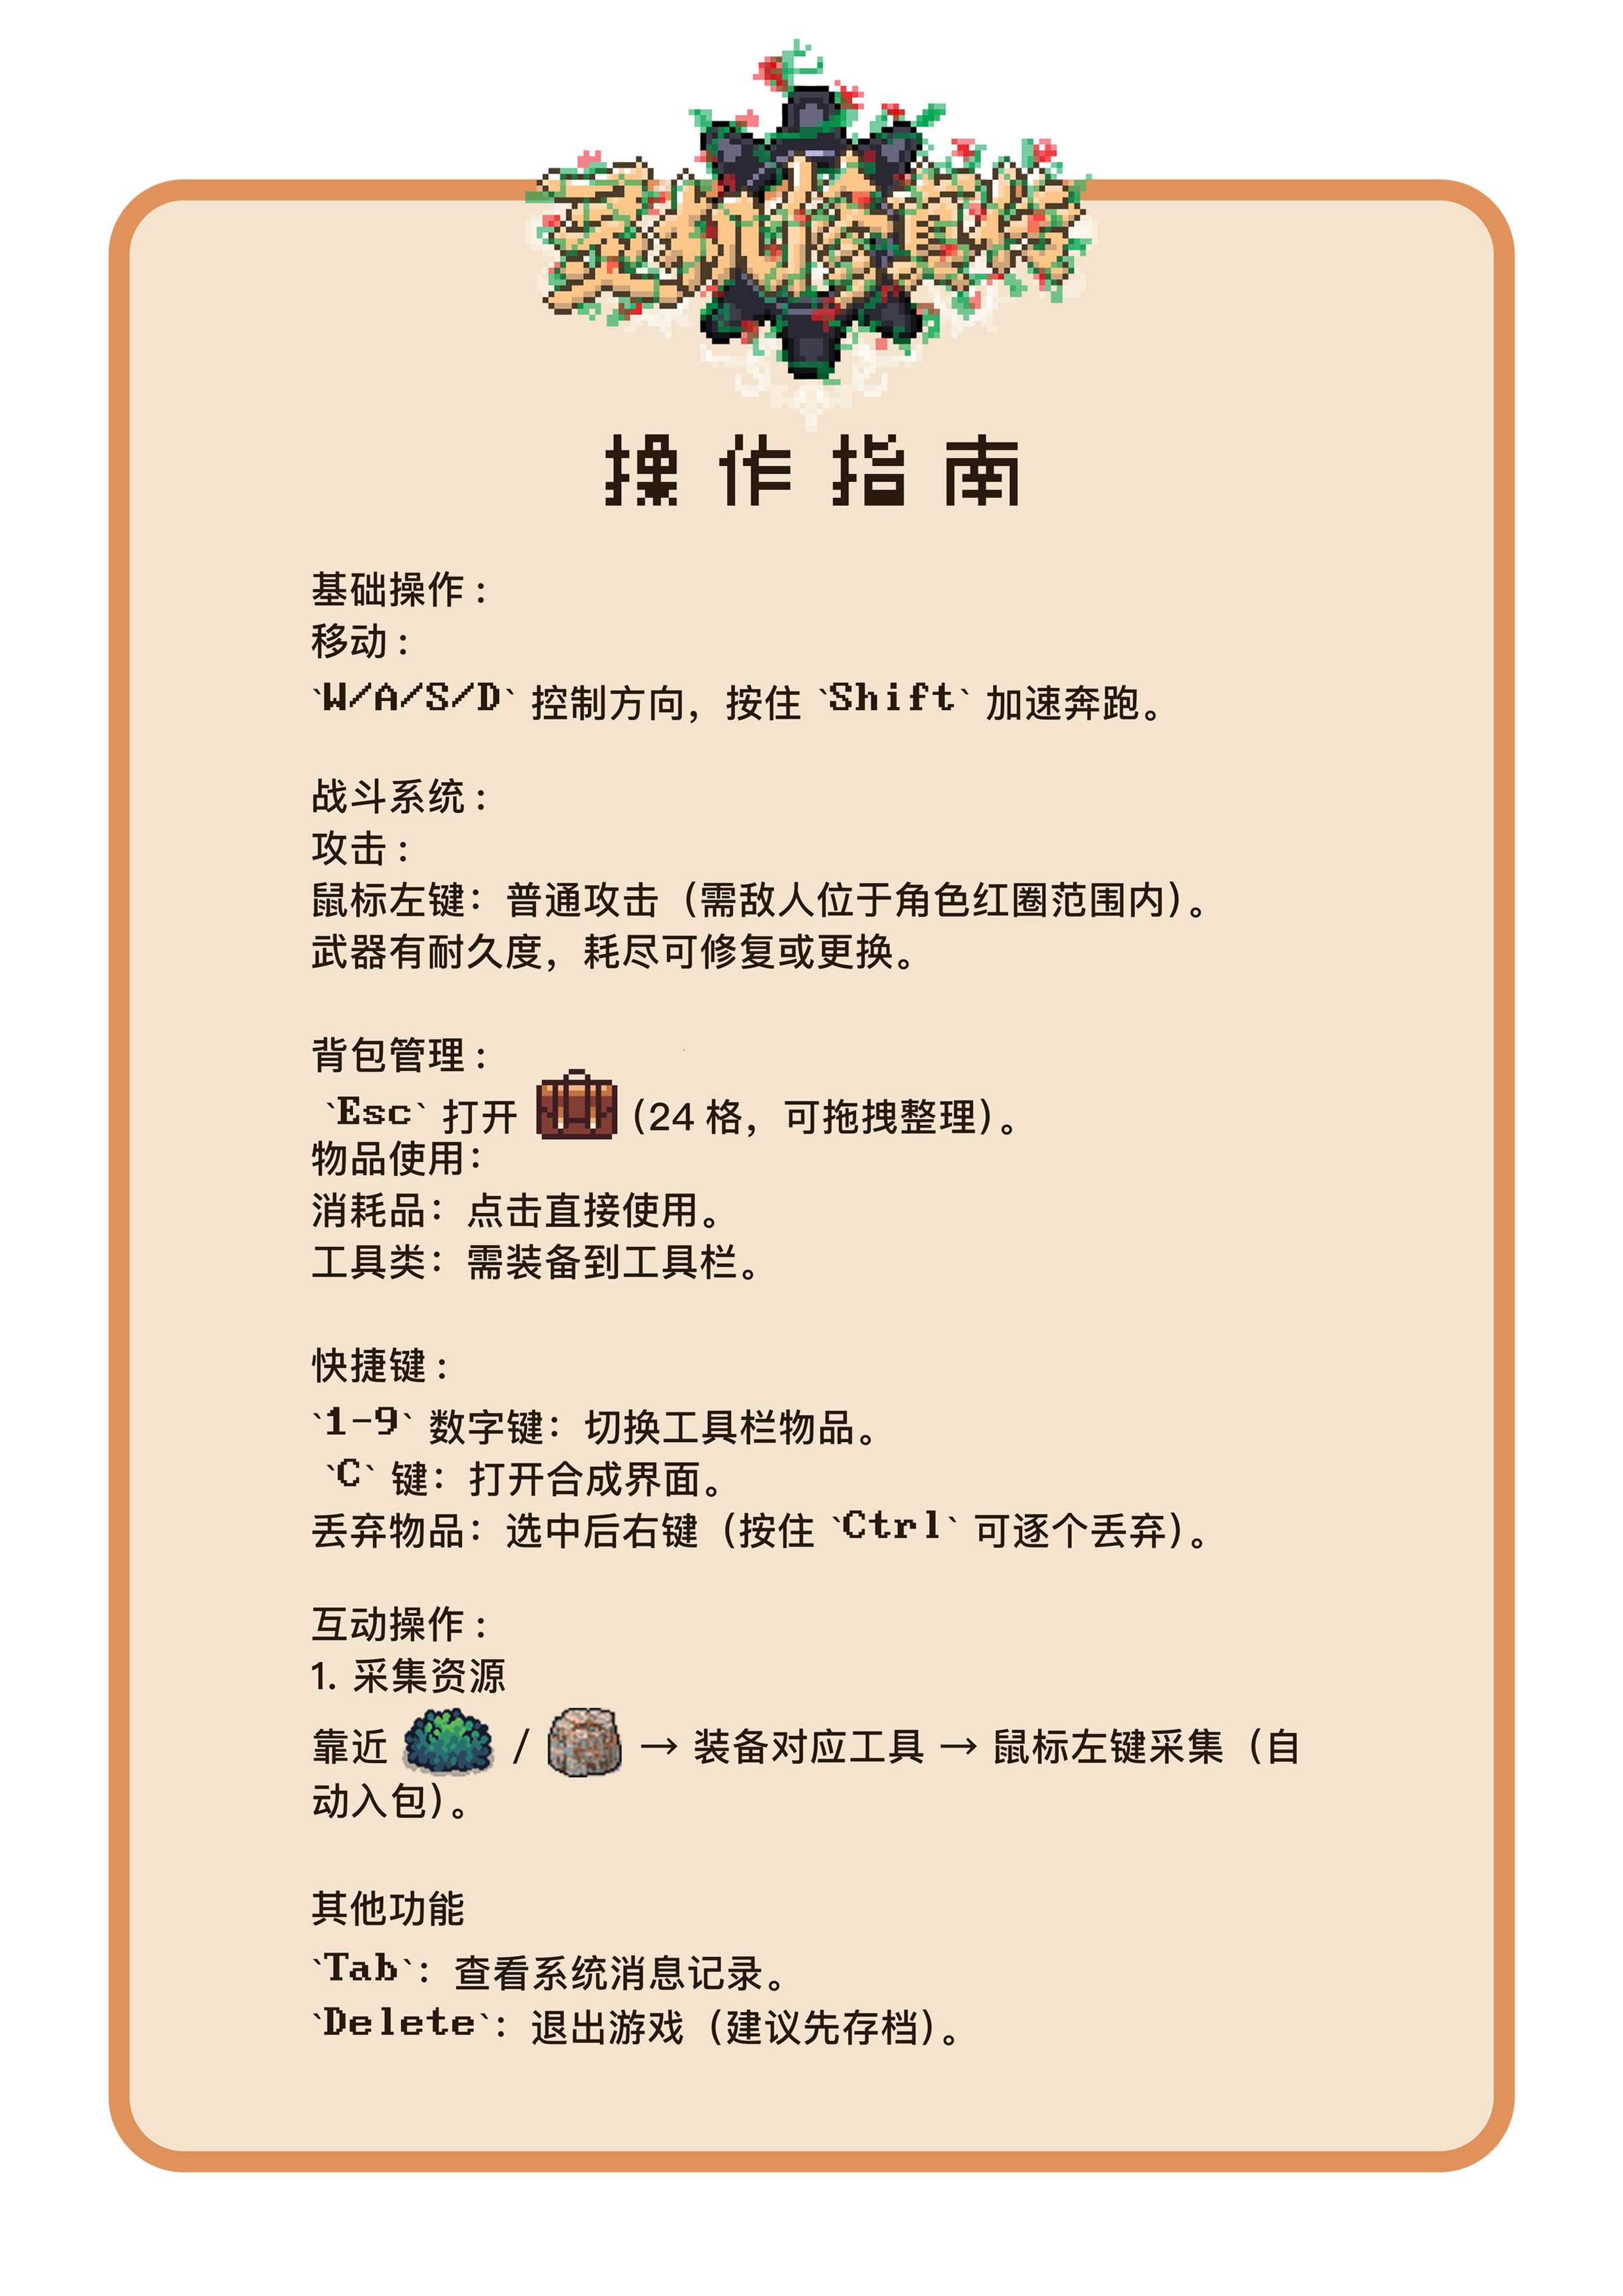 操作指南
基础操作：
移动：
`W/A/S/D` 控制方向，按住 `Shift` 加速奔跑。
战斗系统：
攻击：
鼠标左键：普通攻击（需敌人位于角色红圈范围内）。
武器有耐久度，耗尽可修复或更换。
背包管理：
`Esc` 打开 （24 格，可拖拽整理）。
物品使用：
消耗品：点击直接使用。
工具类：需装备到工具栏。
快捷键：
`1-9` 数字键：切换工具栏物品。
`C` 键：打开合成界面。
丢弃物品：选中后右键（按住 `Ctrl` 可逐个丢弃）。
互动操作：
1. 采集资源
靠近 / → 装备对应工具 → 鼠标左键采集（自
动入包）。
其他功能
`Tab`：查看系统消息记录。
`Delete`：退出游戏（建议先存档）。